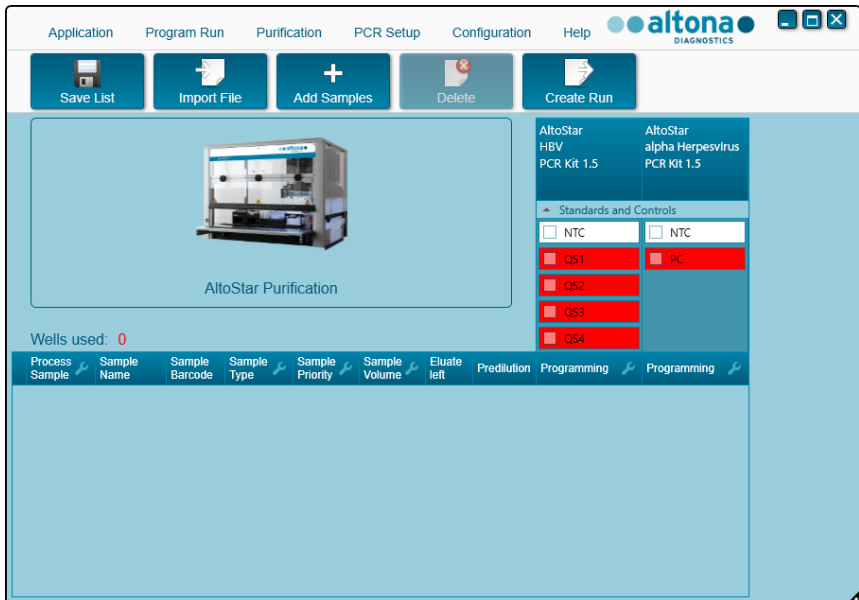 Application Program Run Purification PCR Setup Configuration Help
altona
DIAGNOSTICS
Save List Import File Add Samples Delete Create Run
AltoStar
HBV
PCR Kit 1.5
AltoStar
alpha Herpesvirus
PCR Kit 1.5
Standards and Controls
NTC NTC
QS1 PC
QS2
QS3
QS4
altona
AltoStar Purification
Wells used: 0
Process Sample Sample Name Sample Barcode Sample Type Sample Priority Sample Volume Eluate left Predilution Programming Programming